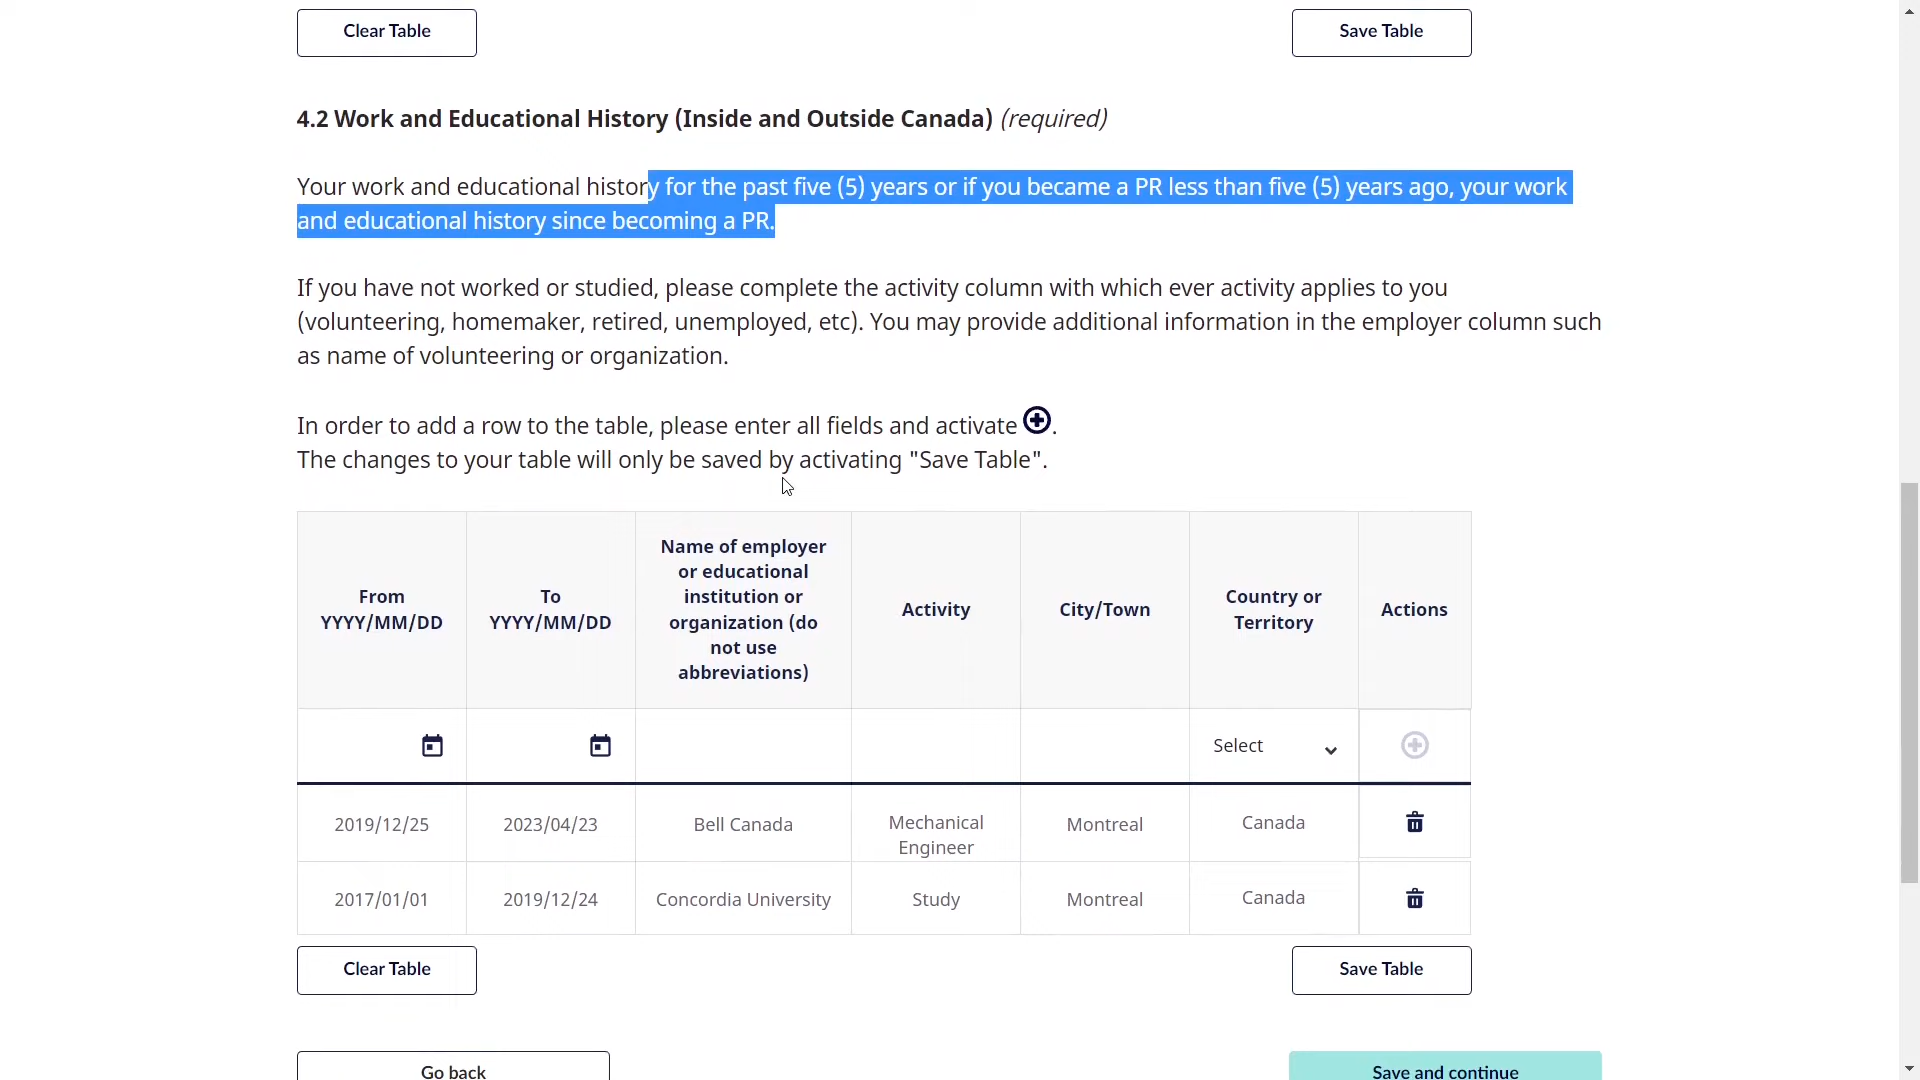 Clear Table
Save Table
4.2 Work and Educational History (Inside and Outside Canada) (required)
Your work and educational history for the past five (5) years or if you became a PR less than five (5) years ago, your work
and educational history since becoming a PR.
If you have not worked or studied, please complete the activity column with which ever activity applies to you
(volunteering, homemaker, retired, unemployed, etc). You may provide additional information in the employer column such
as name of volunteering or organization.
In order to add a row to the table, please enter all fields and activate .
The changes to your table will only be saved by activating "Save Table".
From
YYYY/MM/DD
To
YYYY/MM/DD
Name of employer
or educational
institution or
organization (do
not use
abbreviations)
Activity
City/Town
Country or
Territory
Actions
Select
2019/12/25
2023/04/23
Bell Canada
Mechanical
Engineer
Montreal
Canada
2017/01/01
2019/12/24
Concordia University
Study
Montreal
Canada
Clear Table
Save Table
Go back
Save and continue